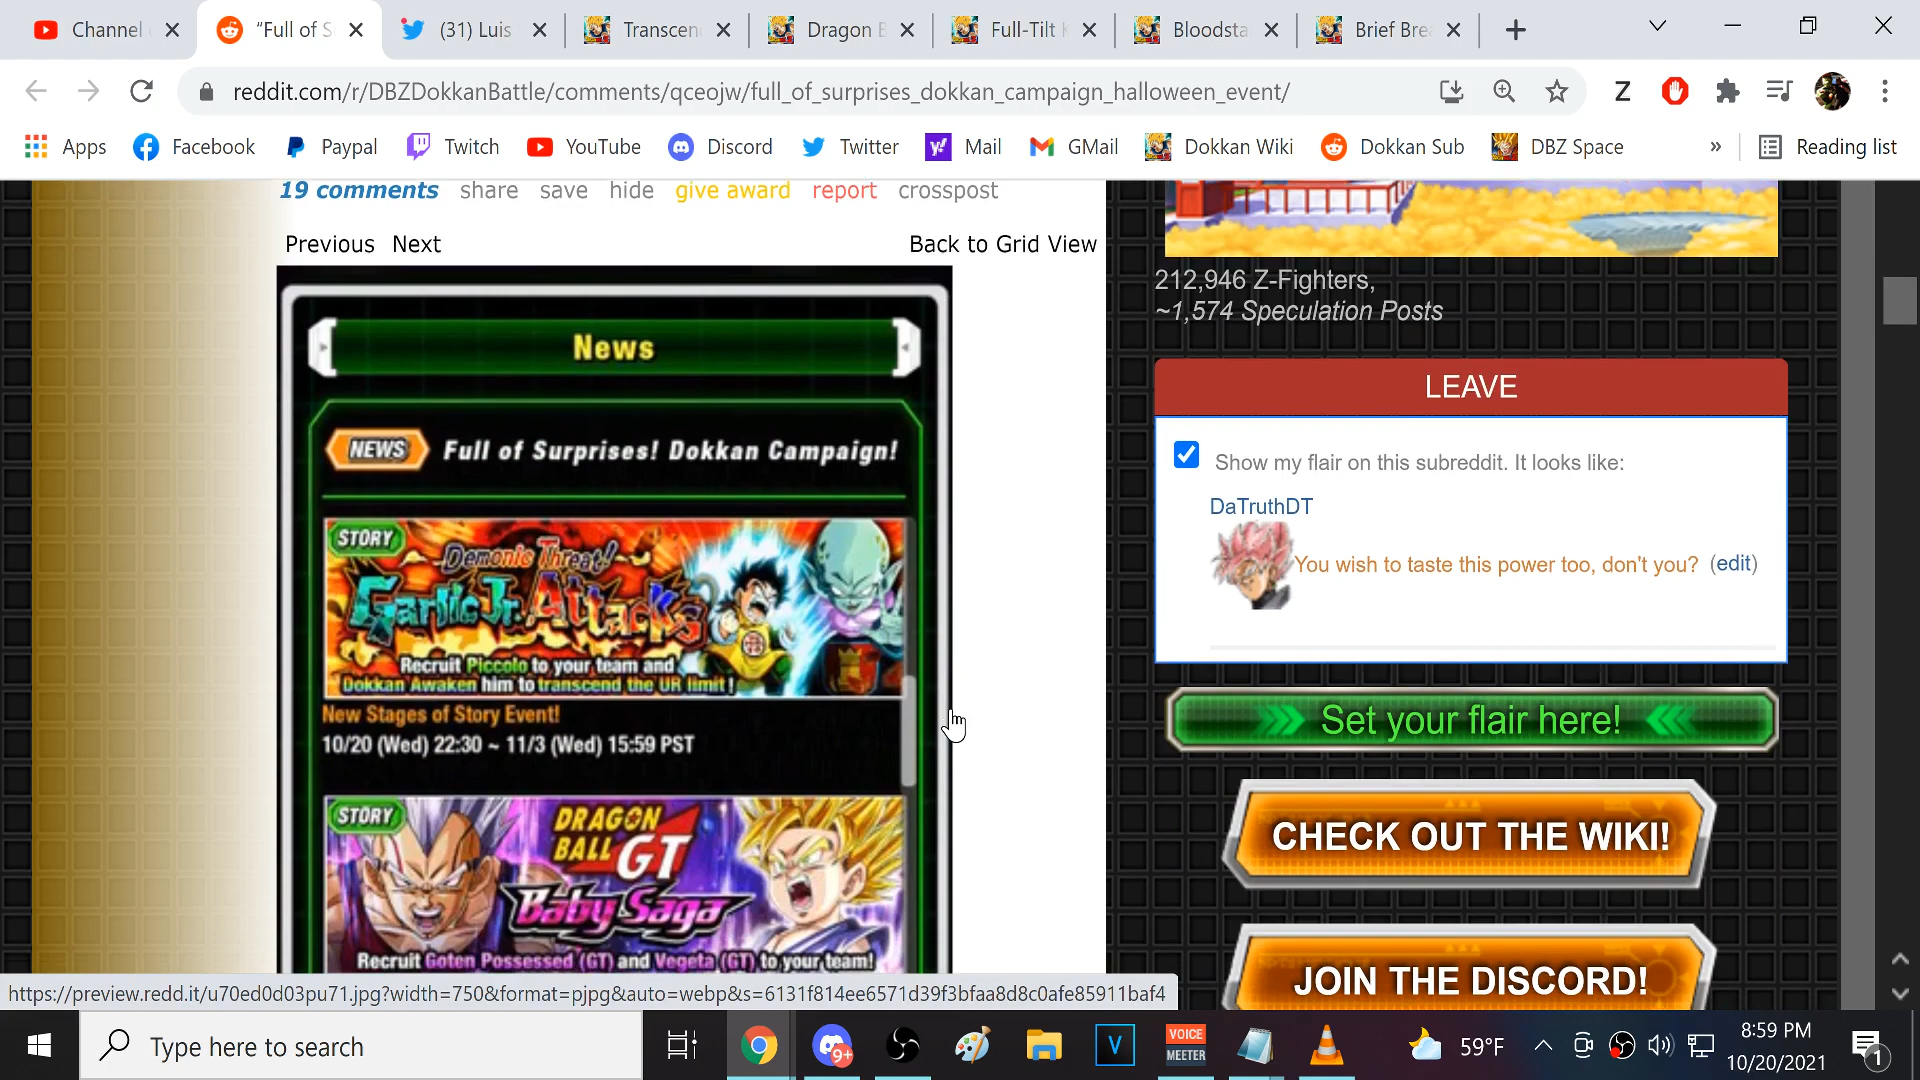 Channel
"Full of S
(31) Luis
Transcen
Dragon B
Full-Tilt
Bloodsta
Brief Bre
reddit.com/r/DBZDokkanBattle/comments/qceojw/full_of_surprises_dokkan_campaign_halloween_event/
Z
Apps
Facebook
Paypal
Twitch
YouTube
Discord
Twitter
Mail
GMail
Dokkan Wiki
Dokkan Sub
DBZ Space
»
Reading list
19 comments share save hide give award report crosspost
Previous Next
Back to Grid View
News
NEWS
Full of Surprises! Dokkan Campaign!
STORY
Demonic Threat!
Garlic Jr. Attacks
Recruit Piccolo to your team and
Dokkan Awaken him to transcend the UR limit!
New Stages of Story Event!
10/20 (Wed) 22:30 ~ 11/3 (Wed) 15:59 PST
STORY
DRAGON
BALL GT
Baby Saga
Recruit Goten Possessed (GT) and Vegeta (GT) to your team!
212,946 Z-Fighters,
~1,574 Speculation Posts
LEAVE
Show my flair on this subreddit. It looks like:
DaTruthDT
You wish to taste this power too, don't you? (edit)
Set your flair here!
CHECK OUT THE WIKI!
JOIN THE DISCORD!
https://preview.redd.it/u70ed0d03pu71.jpg?width=750&format=pjpg&auto=webp&s=6131f814ee6571d39f3bfaa8d8c0afe85911baf4
Type here to search
9+
V
VOICE
MEETER
59°F
8:59 PM
10/20/2021
1